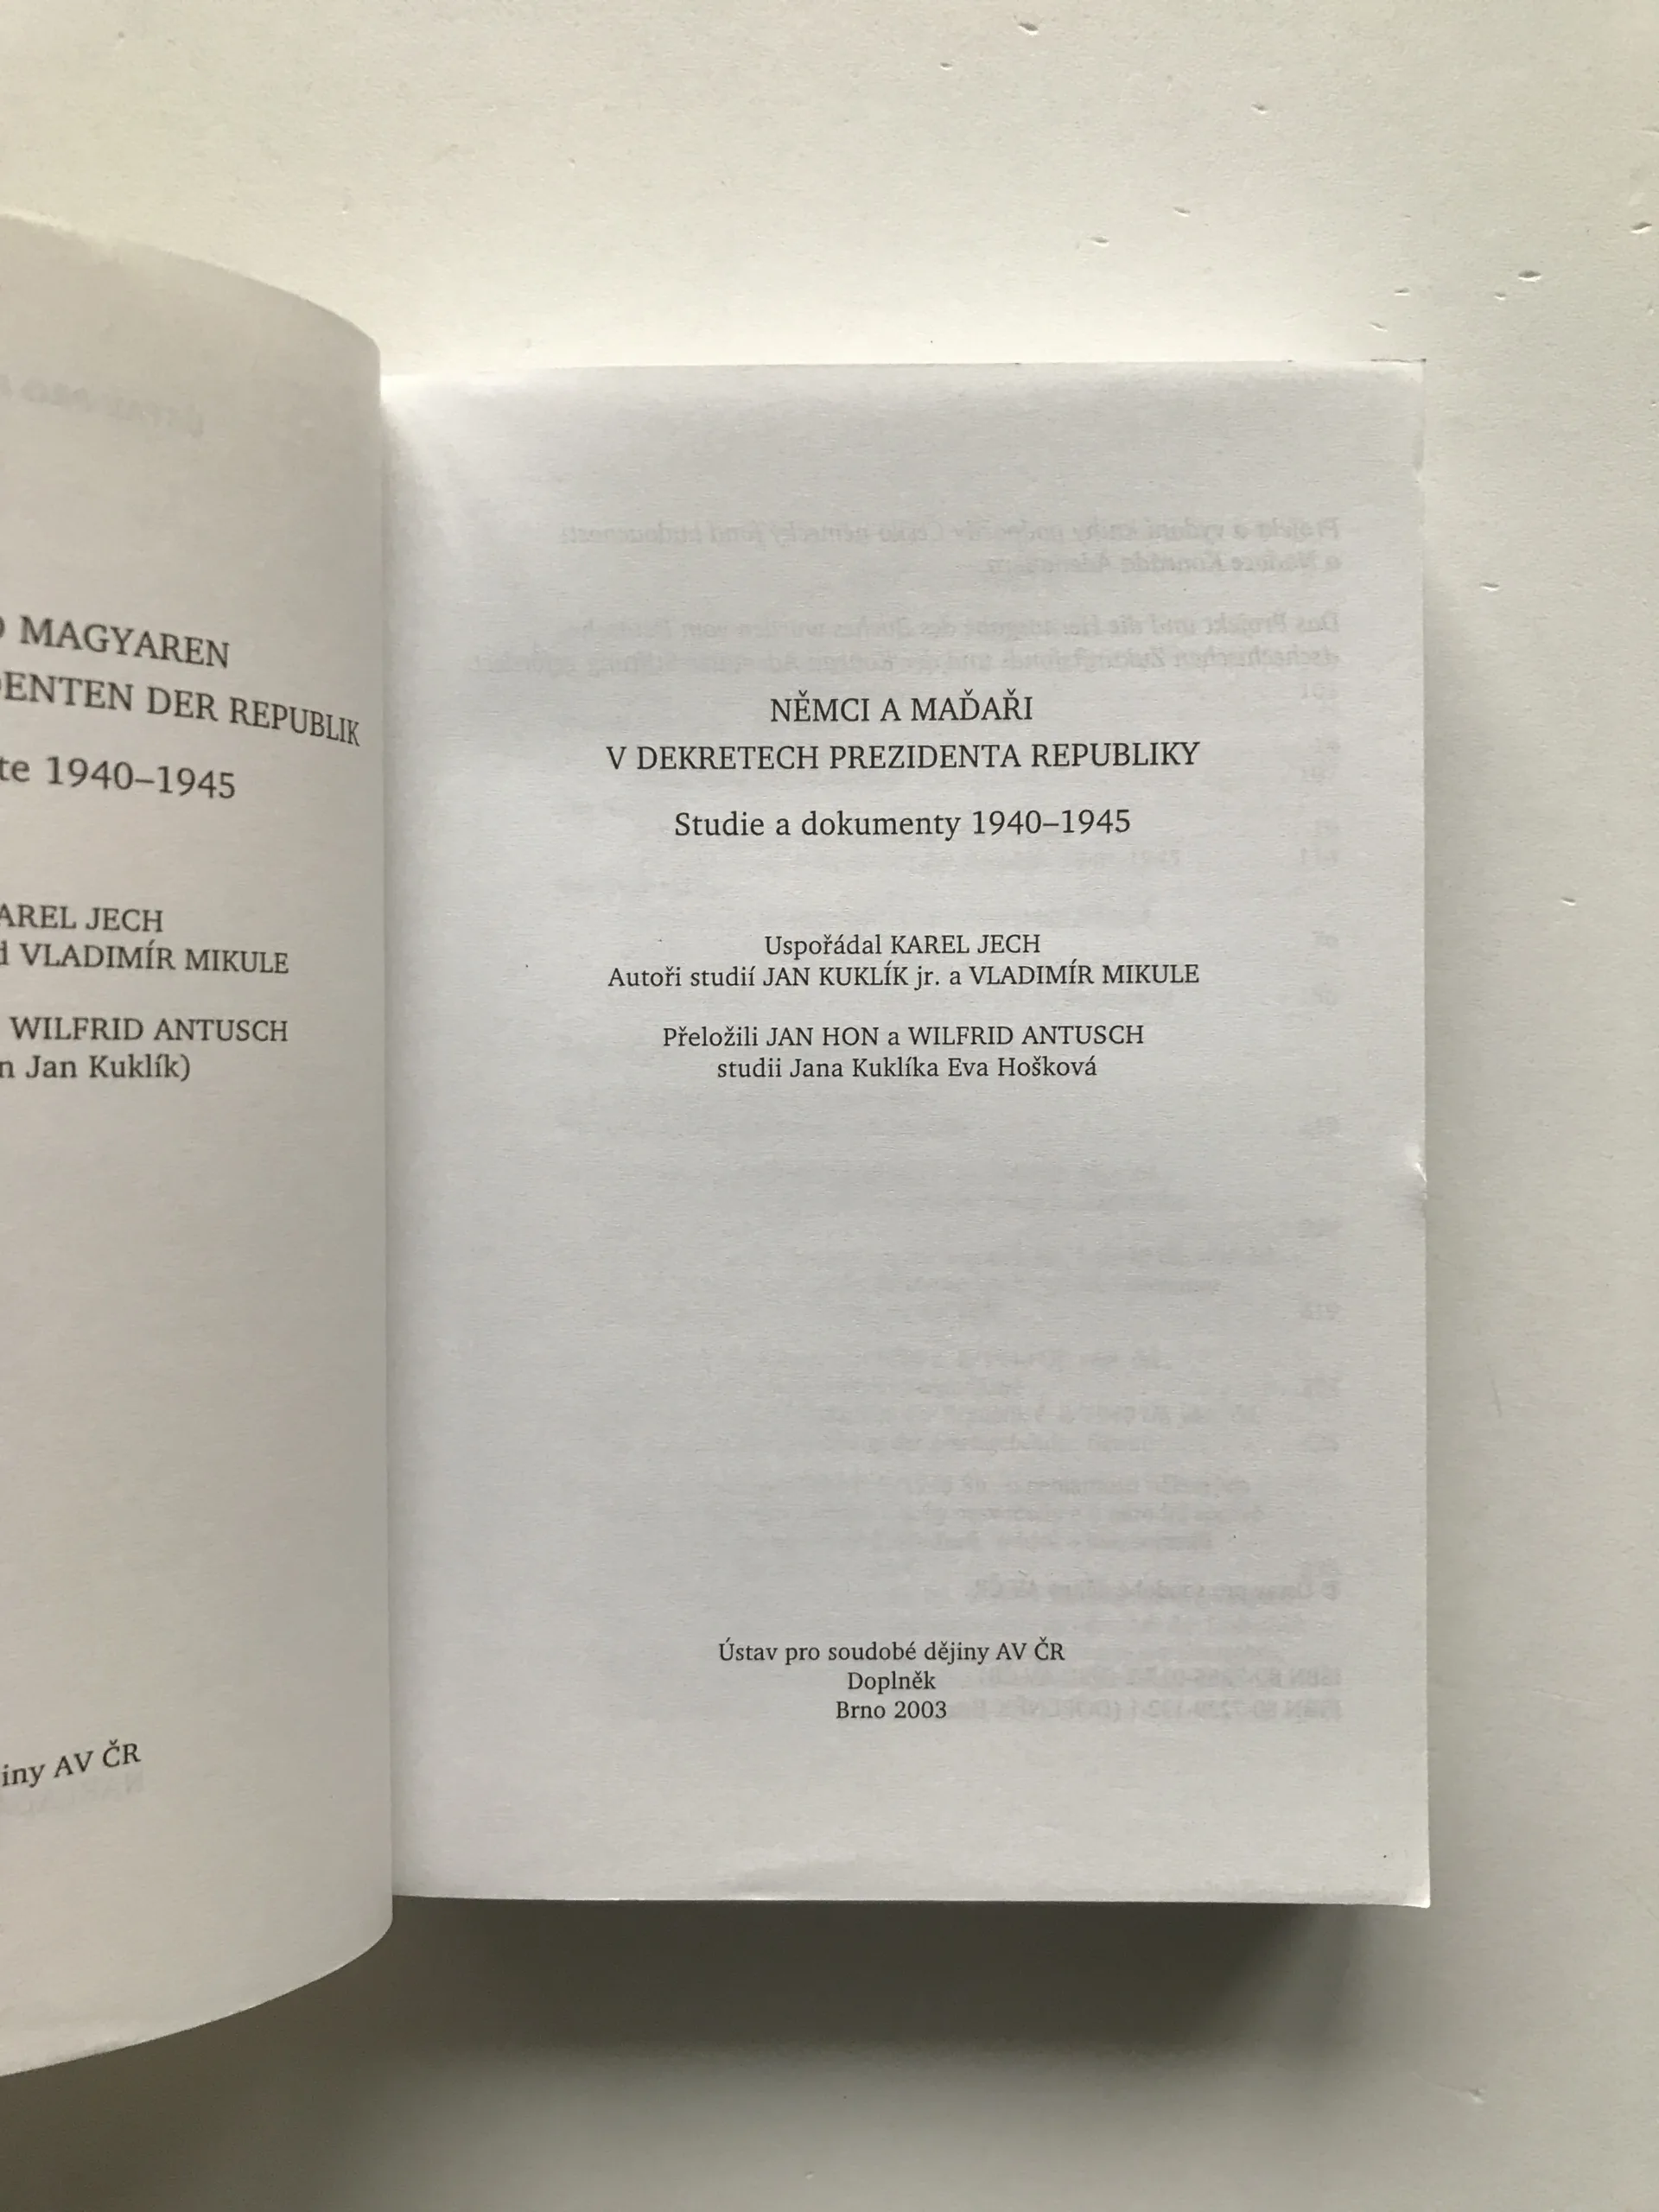 MAGYAREN
DENTEN DER REPUBLIK
te 1940–1945
KAREL JECH
d VLADIMÍR MIKULE
WILFRID ANTUSCH
n Jan Kuklík)
iny AV ČR
NĚMCI A MAĎAŘI
V DEKRETECH PREZIDENTA REPUBLIKY
Studie a dokumenty 1940–1945
Uspořádal KAREL JECH
Autoři studií JAN KUKLÍK jr. a VLADIMÍR MIKULE
Přeložili JAN HON a WILFRID ANTUSCH
studii Jana Kuklíka Eva Hošková
Ústav pro soudobé dějiny AV ČR
Doplněk
Brno 2003